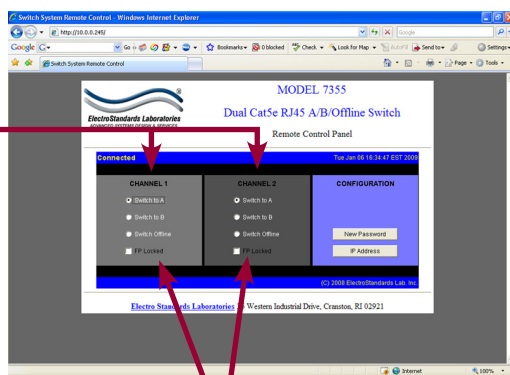 Switch System Remote Control - Windows Internet Explorer
http://10.0.0.245/
Google
Google G Go Bookmarks 0 blocked Check Look for Map AutoFill Send to Settings
Switch System Remote Control Page Tools
ElectroStandards Laboratories
ADVANCED SYSTEMS DESIGN & SERVICES
MODEL 7355
Dual Cat5e RJ45 A/B/Offline Switch
Remote Control Panel
Connected Tue Jan 06 16:34:47 EST 2009
CHANNEL 1 CHANNEL 2 CONFIGURATION
Switch to A Switch to A
Switch to B Switch to B
Switch Offline Switch Offline New Password
FP Locked FP Locked IP Address
(C) 2008 ElectroStandards Lab. Inc.
Electro Standards Laboratories Western Industrial Drive, Cranston, RI 02921
Internet 100%